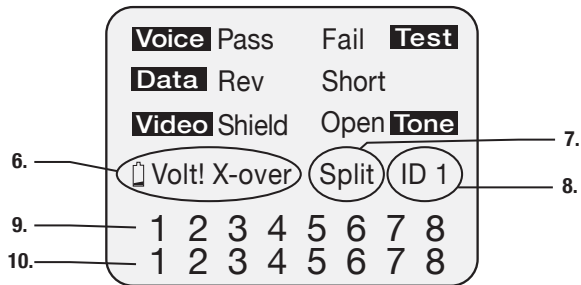 Voice Pass Fail Test
Data Rev Short
Video Shield Open Tone
7.
6. Volt! X-over Split ID 1
8.
9. 1 2 3 4 5 6 7 8
10. 1 2 3 4 5 6 7 8